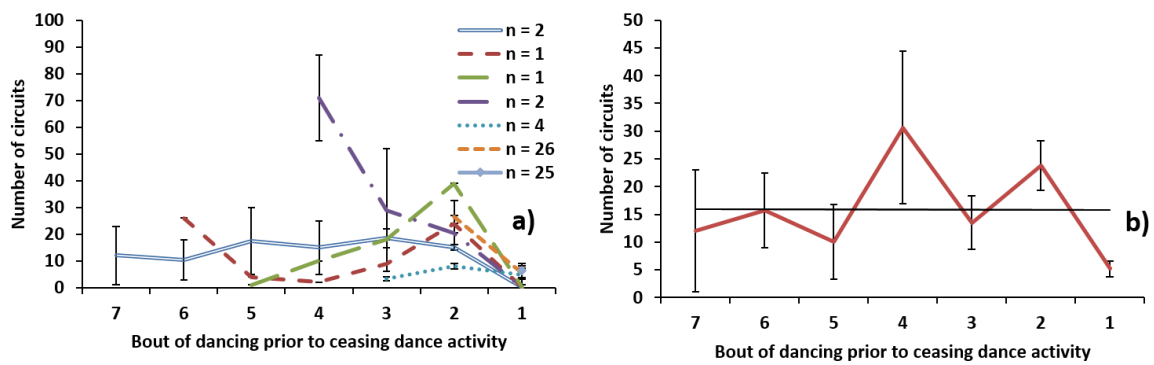 Number of circuits
100
90
80
70
60
50
40
30
20
10
0
n = 2
n = 1
n = 1
n = 2
n = 4
n = 26
n = 25
a)
7 6 5 4 3 2 1
Bout of dancing prior to ceasing dance activity
Number of circuits
50
45
40
35
30
25
20
15
10
5
0
b)
7 6 5 4 3 2 1
Bout of dancing prior to ceasing dance activity